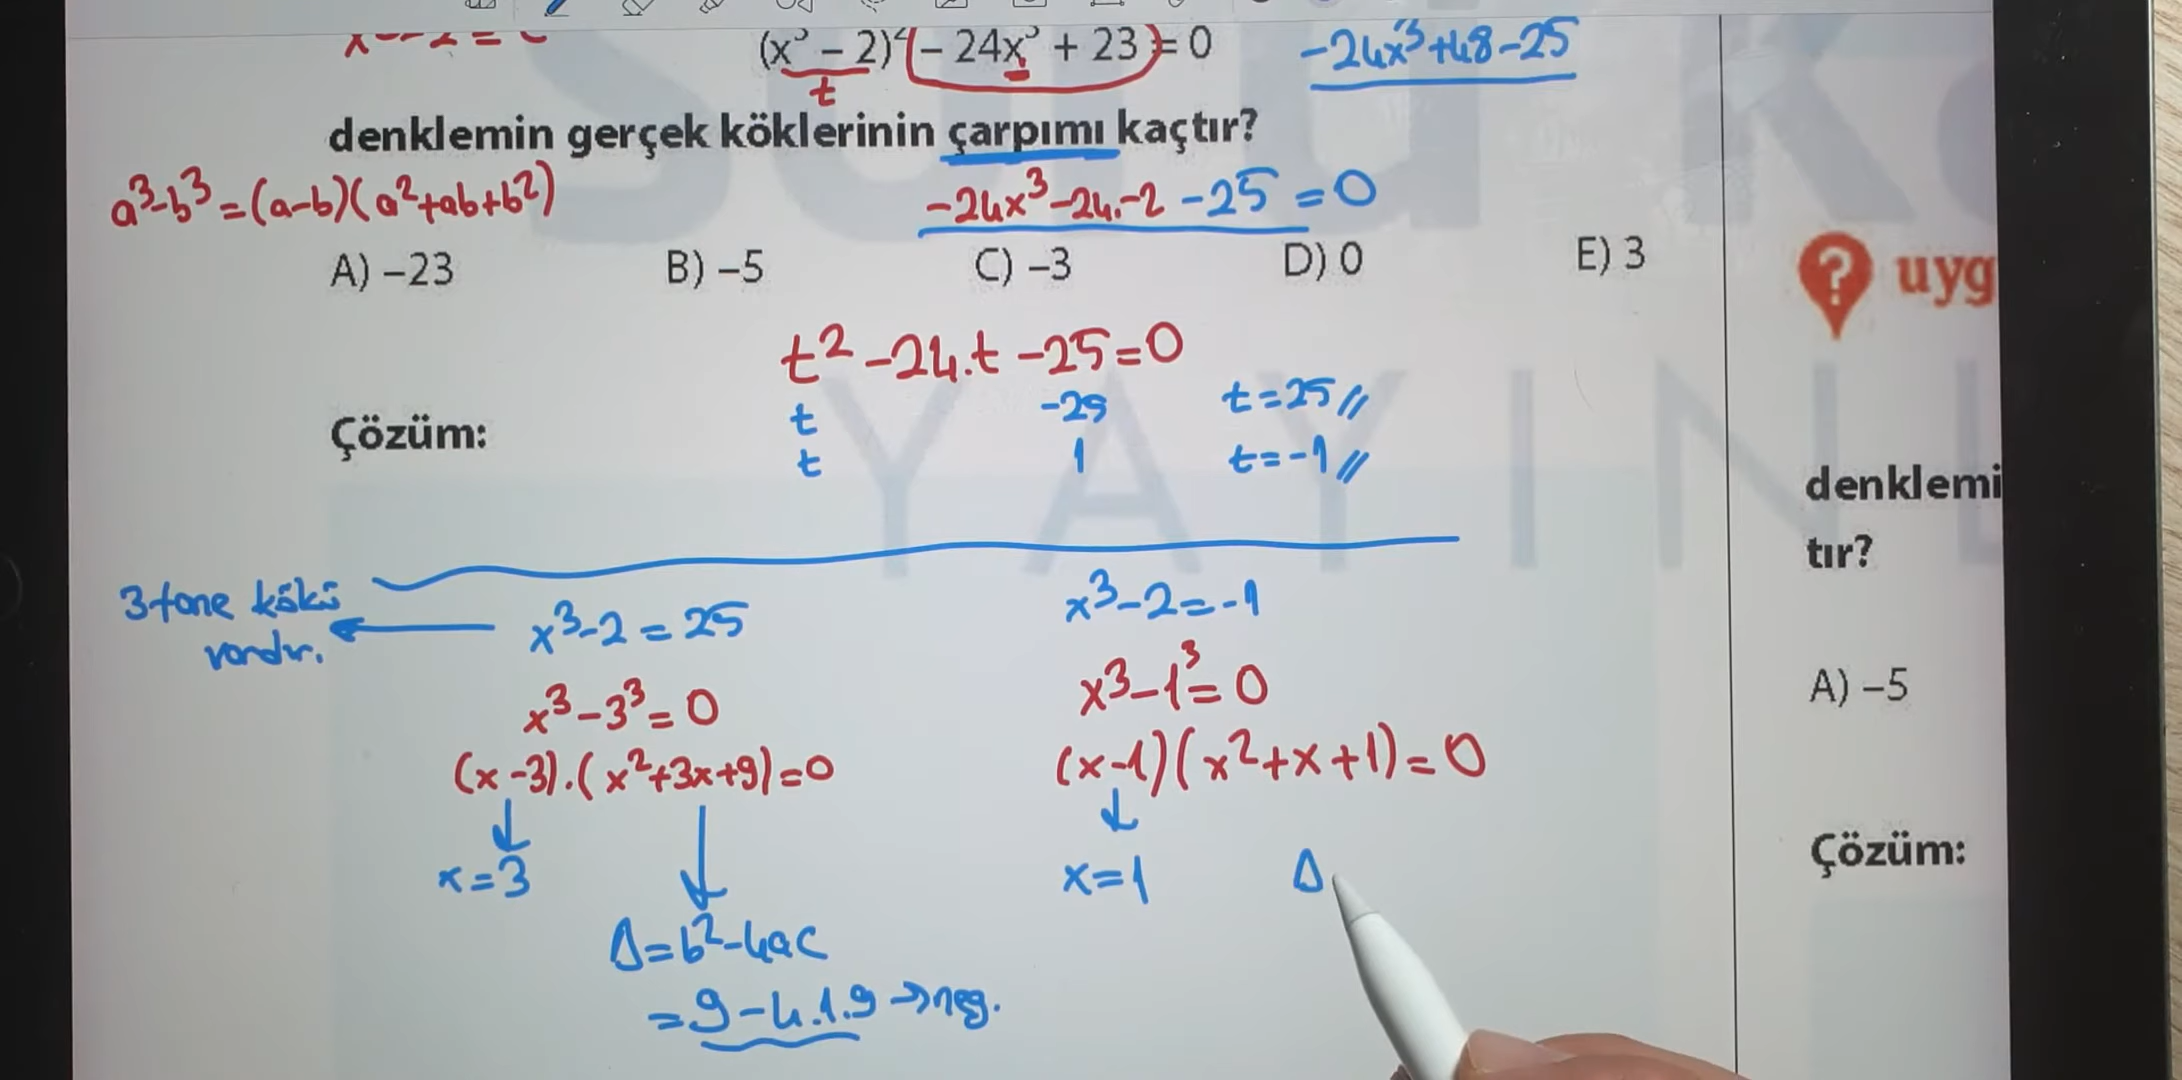 (x³ – 2)² – 24x³ + 23 = 0
-24x³+48-25
t
denklemin gerçek köklerinin çarpımı kaçtır?
a³-b³=(a-b)(a²+ab+b²)
-24x³-24.-2-25=0
A) –23 B) –5 C) –3 D) 0 E) 3
t²-24.t-25=0
t -25 t=25//
t 1 t=-1//
Çözüm:
YAYINL
3 tane kökü
vardır.
x³-2=25
x³-3³=0
(x-3).(x²+3x+9)=0
x=3
Δ=b²-4ac
=9-4.1.9→neg.
x³-2=-1
x³-1³=0
(x-1)(x²+x+1)=0
x=1
Δ
? uyg
denklemi
tır?
A) –5
Çözüm: